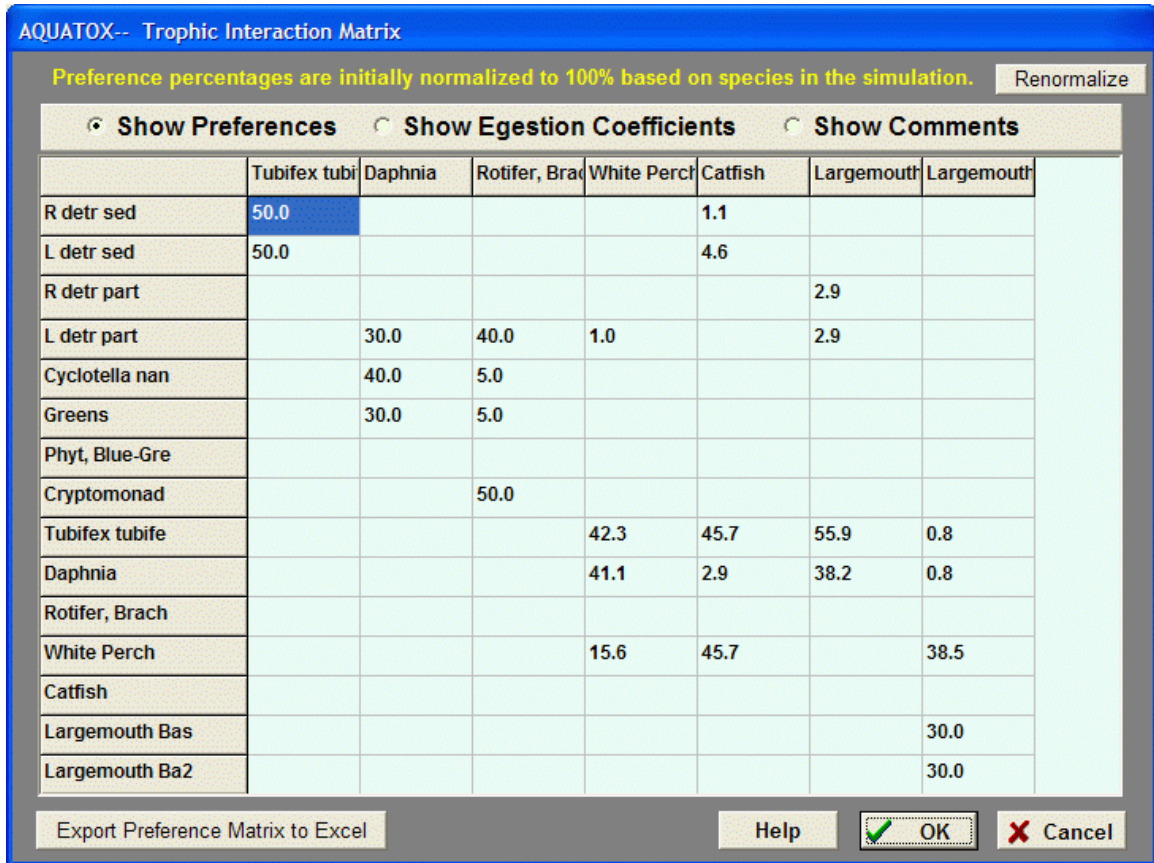 AQUATOX-- Trophic Interaction Matrix
Preference percentages are initially normalized to 100% based on species in the simulation. Renormalize
Show Preferences Show Egestion Coefficients Show Comments
Tubifex tubi Daphnia Rotifer, Brac White Perch Catfish Largemouth Largemouth
R detr sed 50.0 1.1
L detr sed 50.0 4.6
R detr part 2.9
L detr part 30.0 40.0 1.0 2.9
Cyclotella nan 40.0 5.0
Greens 30.0 5.0
Phyt, Blue-Gre
Cryptomonad 50.0
Tubifex tubife 42.3 45.7 55.9 0.8
Daphnia 41.1 2.9 38.2 0.8
Rotifer, Brach
White Perch 15.6 45.7 38.5
Catfish
Largemouth Bas 30.0
Largemouth Ba2 30.0
Export Preference Matrix to Excel Help OK Cancel